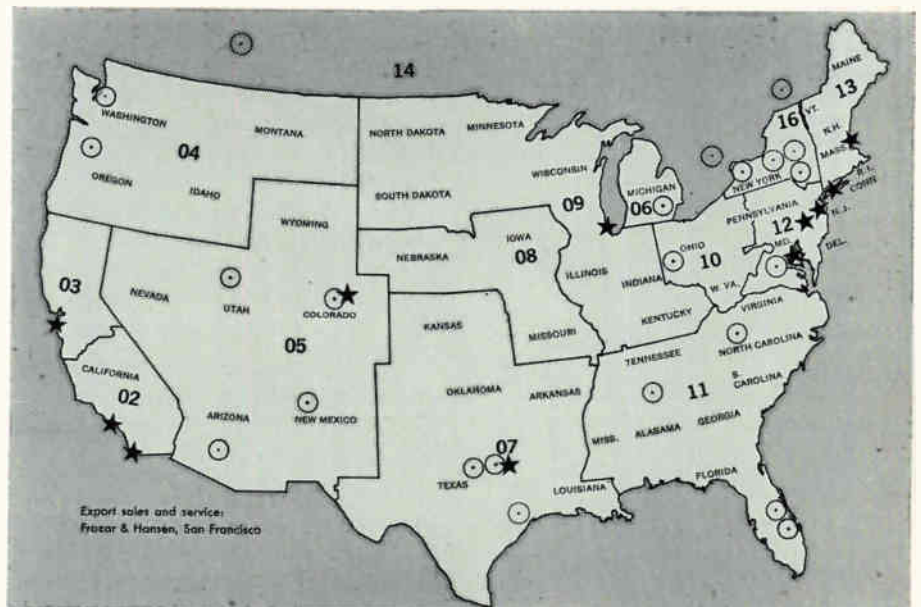 14
MAINE
13
WASHINGTON
MONTANA
NORTH DAKOTA
MINNESOTA
16
VT.
N.H.
04
MASS.
OREGON
IDAHO
SOUTH DAKOTA
WISCONSIN
MICHIGAN
NEW YORK
R.I.
CONN
09
06
WYOMING
PENNSYLVANIA
12
N.J.
IOWA
08
NEBRASKA
OHIO
10
MD.
DEL.
03
NEVADA
UTAH
COLORADO
ILLINOIS
INDIANA
W. VA.
VIRGINIA
KANSAS
MISSOURI
KENTUCKY
05
TENNESSEE
NORTH CAROLINA
CALIFORNIA
02
OKLAHOMA
ARKANSAS
S.
CAROLINA
11
ARIZONA
NEW MEXICO
MISS.
ALABAMA
GEORGIA
07
TEXAS
LOUISIANA
FLORIDA
Export sales and service:
Frazar & Hansen, San Francisco